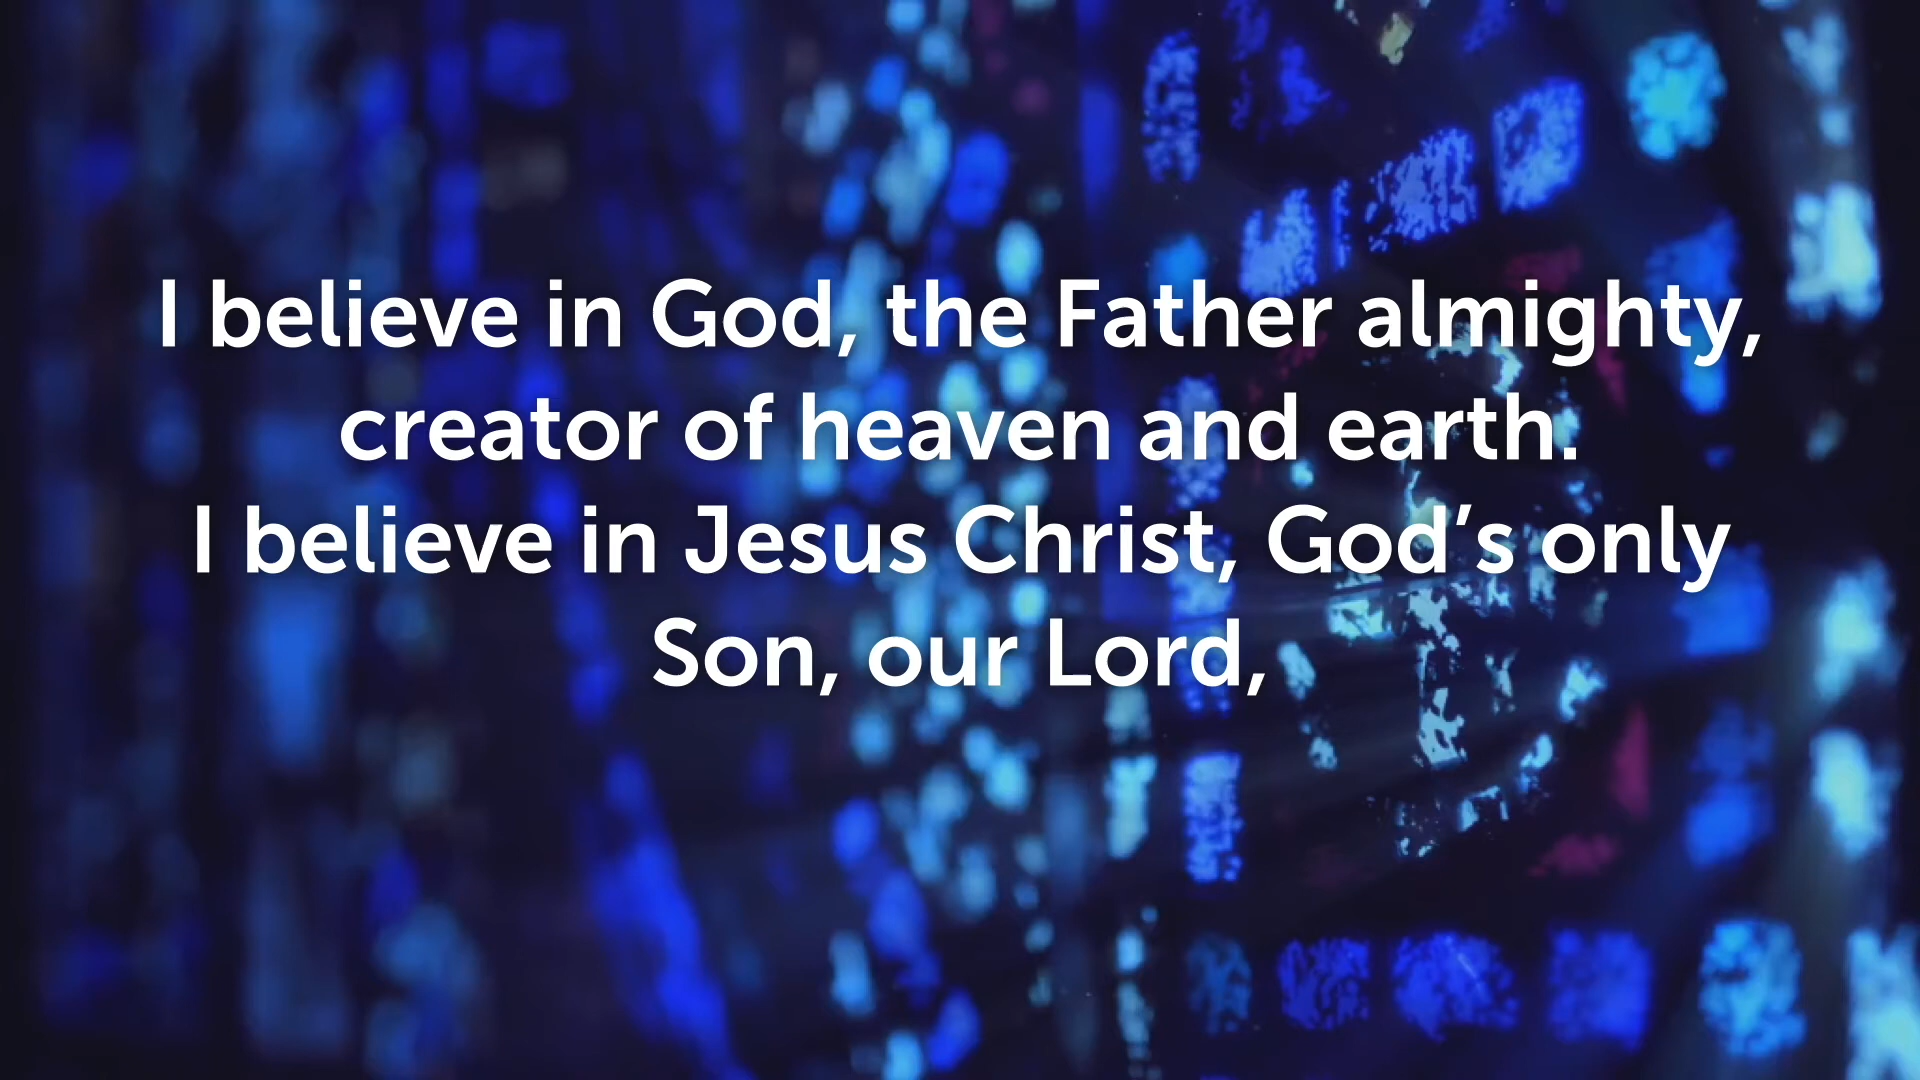 I believe in God, the Father almighty,
creator of heaven and earth.
I believe in Jesus Christ, God’s only
Son, our Lord,